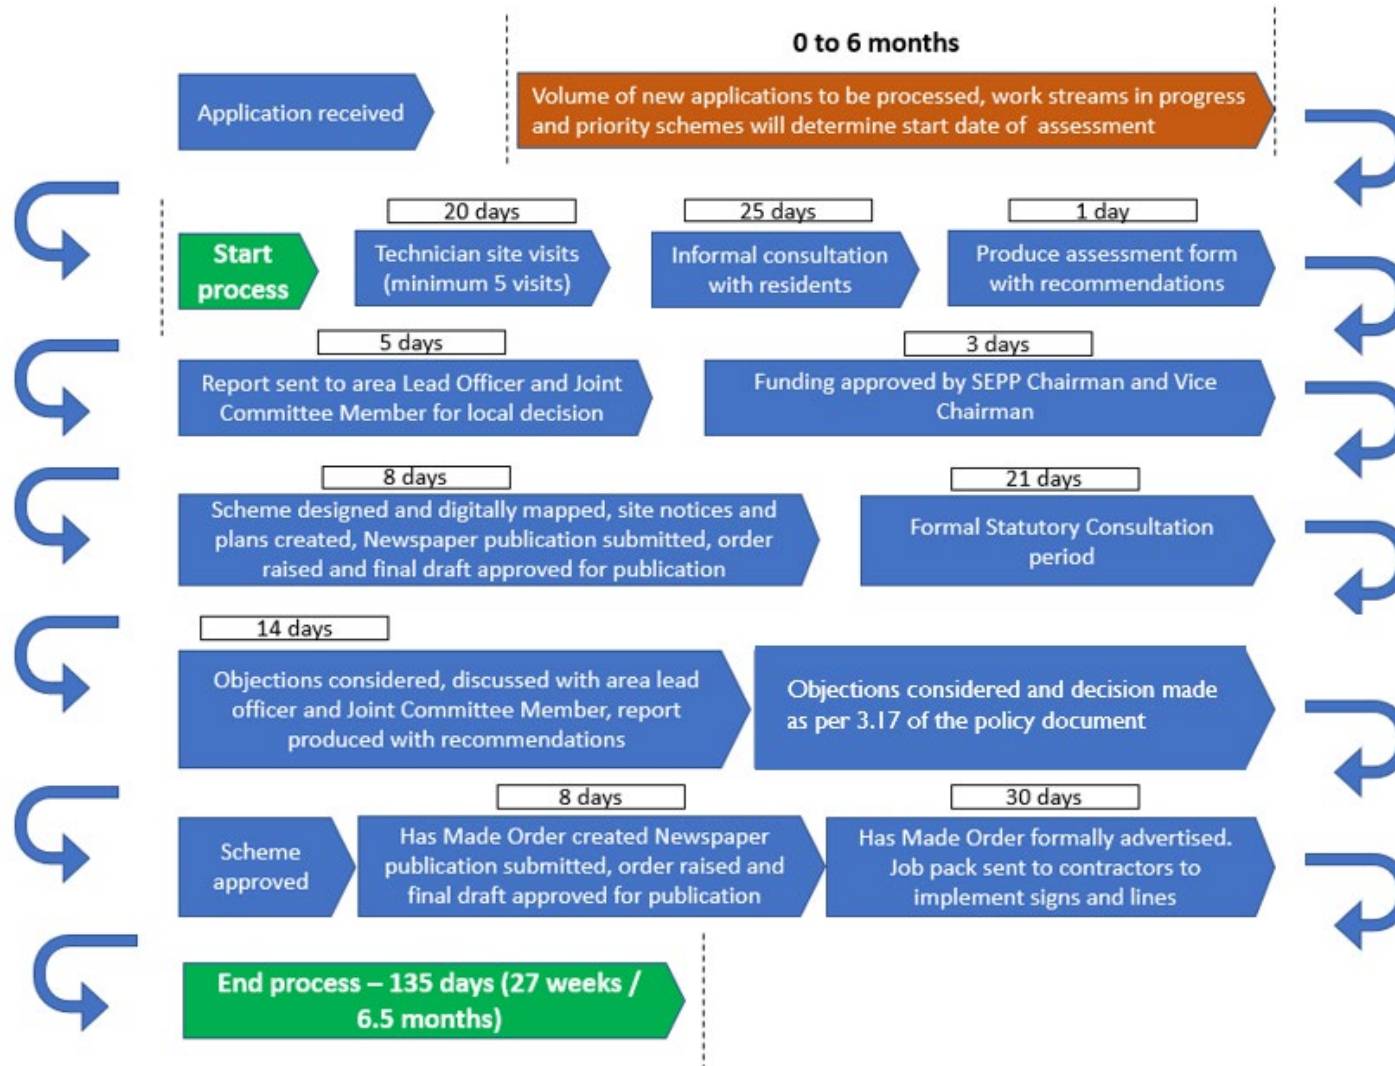 0 to 6 months
Application received
Volume of new applications to be processed, work streams in progress
and priority schemes will determine start date of assessment
20 days
25 days
1 day
Start
process
Technician site visits
(minimum 5 visits)
Informal consultation
with residents
Produce assessment form
with recommendations
5 days
3 days
Report sent to area Lead Officer and Joint
Committee Member for local decision
Funding approved by SEPP Chairman and Vice
Chairman
8 days
21 days
Scheme designed and digitally mapped, site notices and
plans created, Newspaper publication submitted, order
raised and final draft approved for publication
Formal Statutory Consultation
period
14 days
Objections considered, discussed with area lead
officer and Joint Committee Member, report
produced with recommendations
Objections considered and decision made
as per 3.17 of the policy document
8 days
30 days
Scheme
approved
Has Made Order created Newspaper
publication submitted, order raised and
final draft approved for publication
Has Made Order formally advertised.
Job pack sent to contractors to
implement signs and lines
End process – 135 days (27 weeks /
6.5 months)